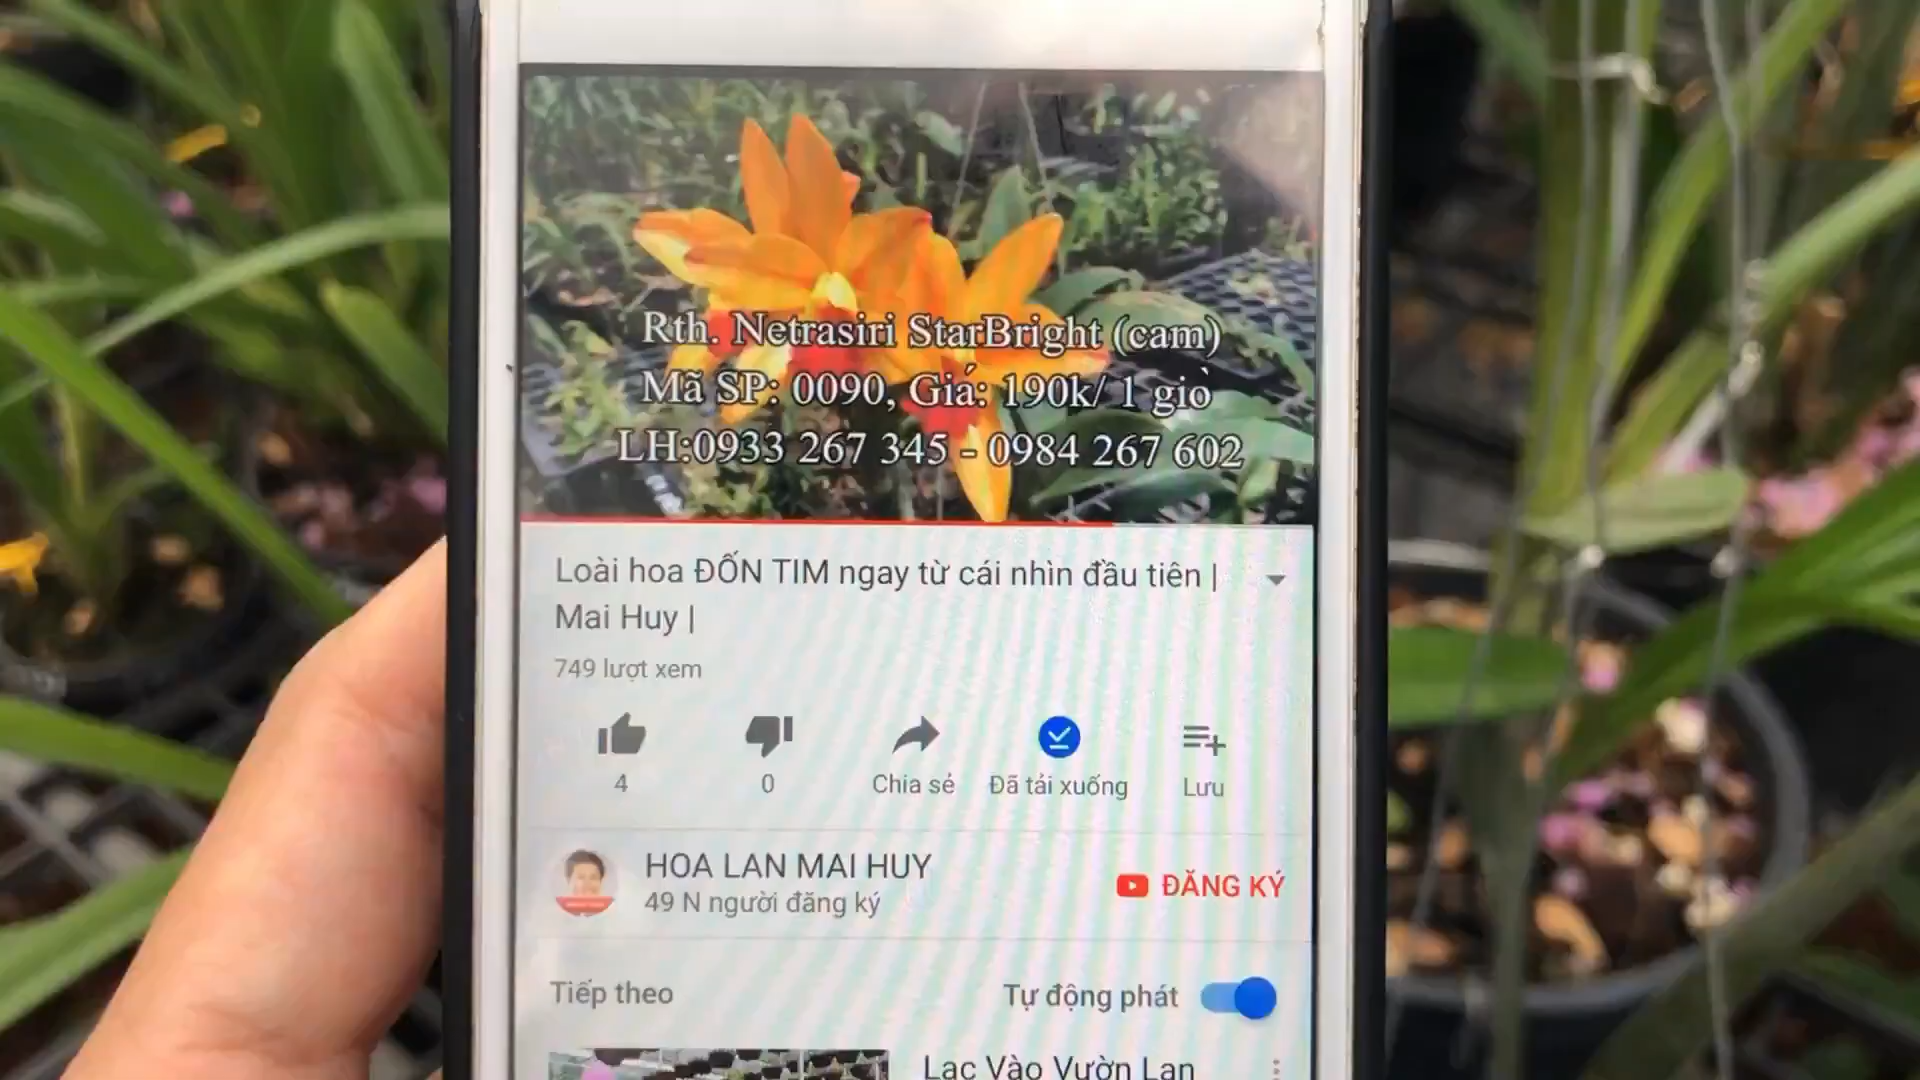 Rth. Netrasiri StarBright (cam)
Mã SP: 0090, Giá: 190k/ 1 giò
LH:0933 267 345 - 0984 267 602
Loài hoa ĐỐN TIM ngay từ cái nhìn đầu tiên |
Mai Huy |
749 lượt xem
4
0
Chia sẻ
Đã tải xuống
Lưu
HOA LAN MAI HUY
49 N người đăng ký
ĐĂNG KÝ
Tiếp theo
Tự động phát
Lạc Vào Vườn Lan